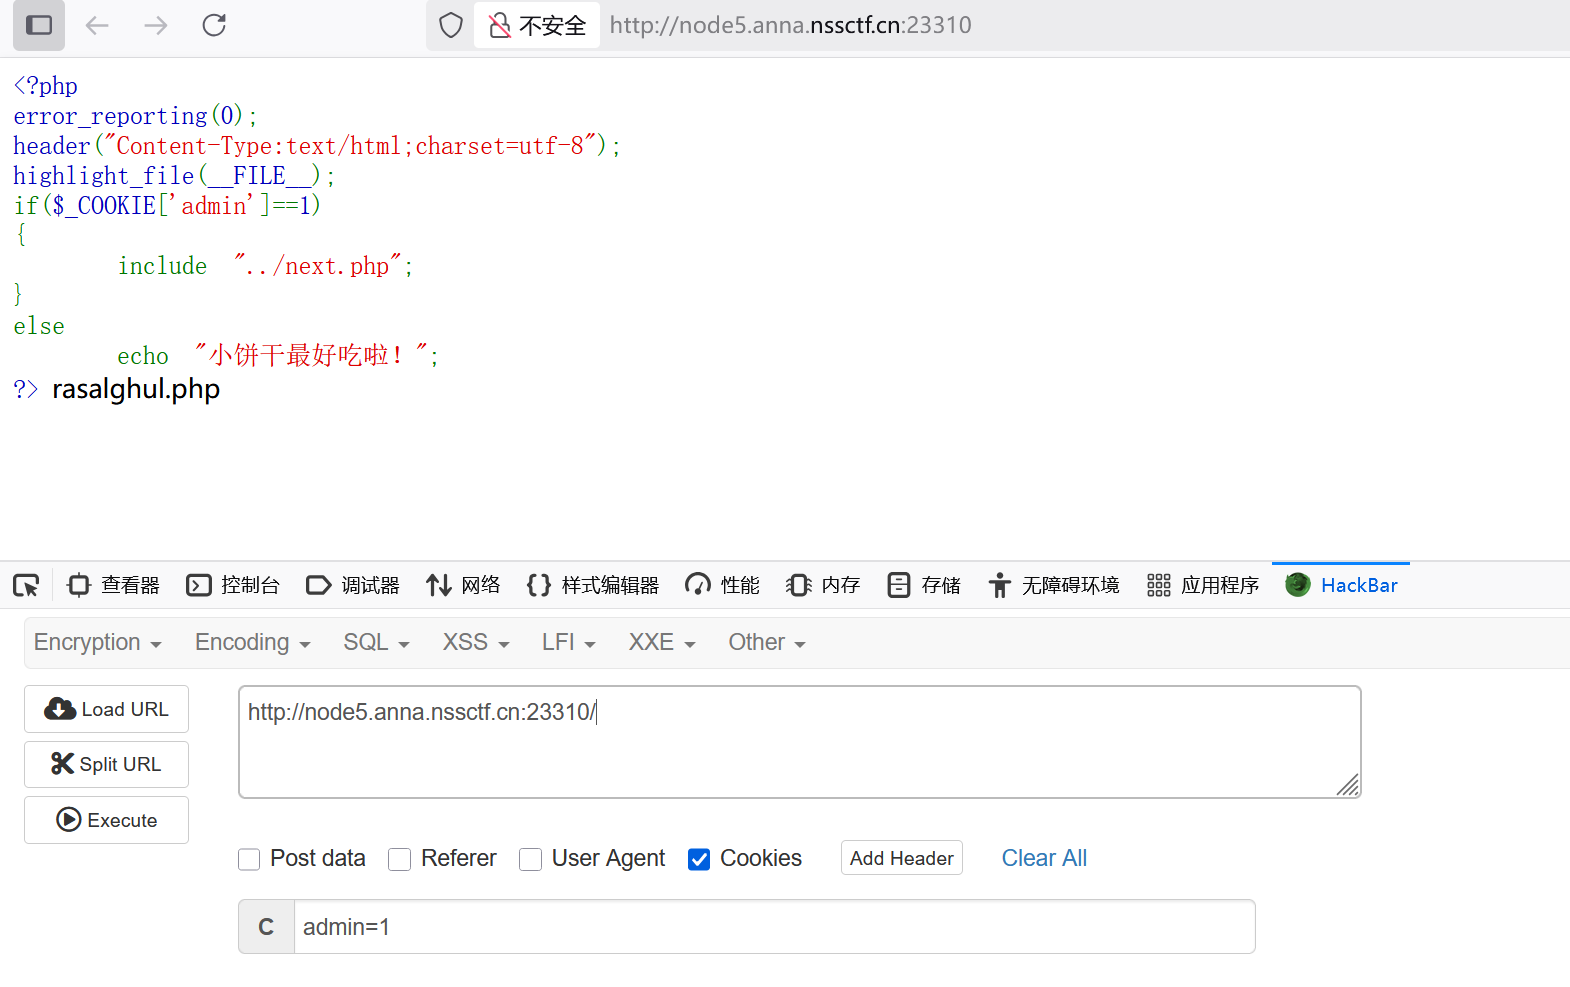 不安全 http://node5.anna.nssctf.cn:23310
<?php
error_reporting(0);
header("Content-Type:text/html;charset=utf-8");
highlight_file(__FILE__);
if($_COOKIE['admin']==1)
{
include "../next.php";
}
else
echo "小饼干最好吃啦！";
?> rasalghul.php
查看器 控制台 调试器 网络 样式编辑器 性能 内存 存储 无障碍环境 应用程序 HackBar
Encryption Encoding SQL XSS LFI XXE Other
Load URL
http://node5.anna.nssctf.cn:23310/
Split URL
Execute
Post data Referer User Agent Cookies Add Header Clear All
C admin=1